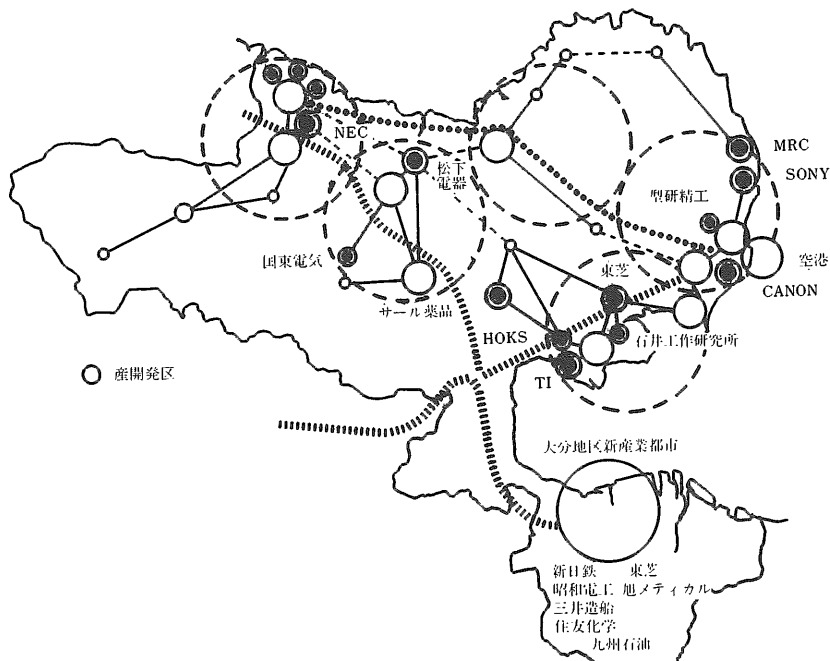 NEC
MRC
SONY
松下
電器
型研精工
国東電気
東芝
空港
CANON
サール薬品
HOKS
石井工作研究所
TI
産開発区
大分地区新産業都市
新日鉄 東芝
昭和電工 旭メディカル
三井造船
住友化学
九州石油